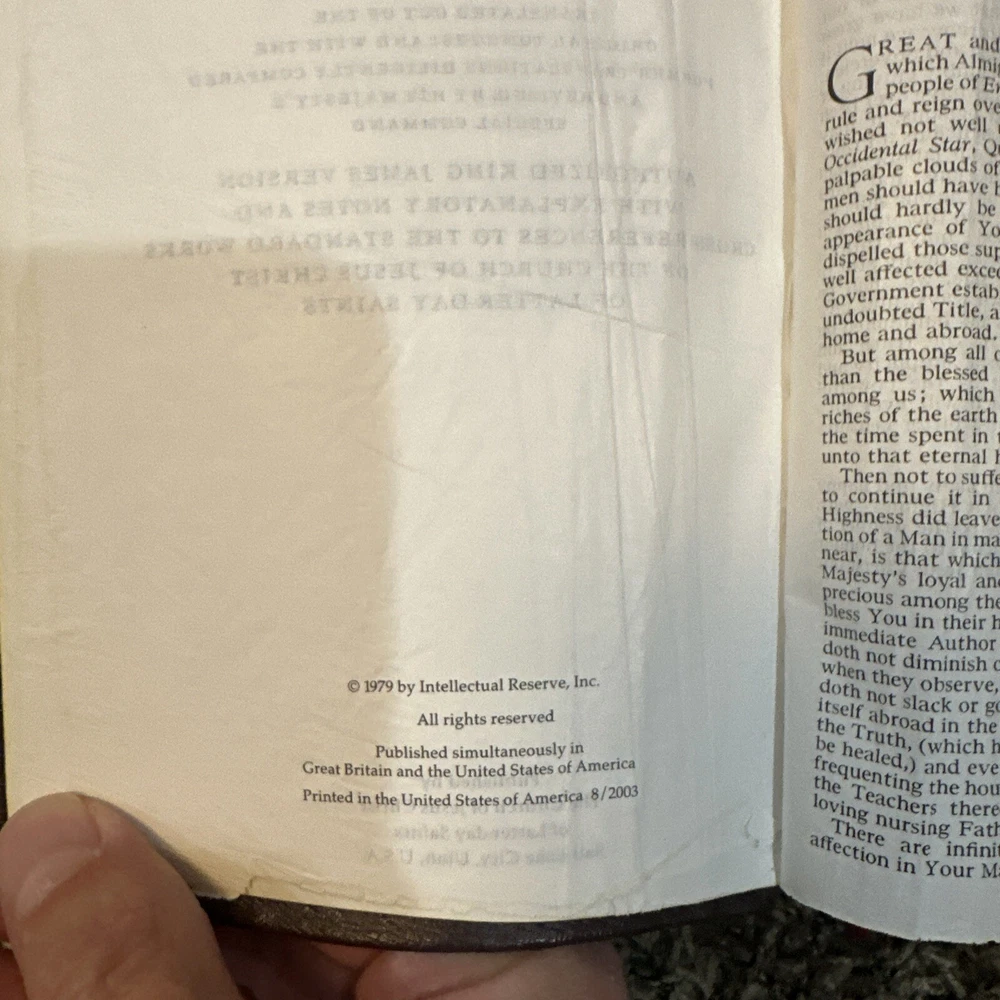 © 1979 by Intellectual Reserve, Inc.
All rights reserved
Published simultaneously in
Great Britain and the United States of America
Printed in the United States of America 8/2003
GREAT and
which Almi
people of En
rule and reign ove
wished not well
Occidental Star, Qu
palpable clouds of
men should have b
should hardly be
appearance of Yo
dispelled those sup
well affected excee
Government estab
undoubted Title, a
home and abroad.
But among all o
than the blessed
among us; which
riches of the earth
the time spent in t
unto that eternal h
Then not to suffe
to continue it in
Highness did leave
tion of a Man in ma
near, is that which
Majesty's loyal and
precious among the
bless You in their h
immediate Author
doth not diminish o
when they observe,
doth not slack or go
itself abroad in the
the Truth, (which h
be healed,) and eve
frequenting the hou
the Teachers there
loving nursing Fath
There are infinit
affection in Your Ma